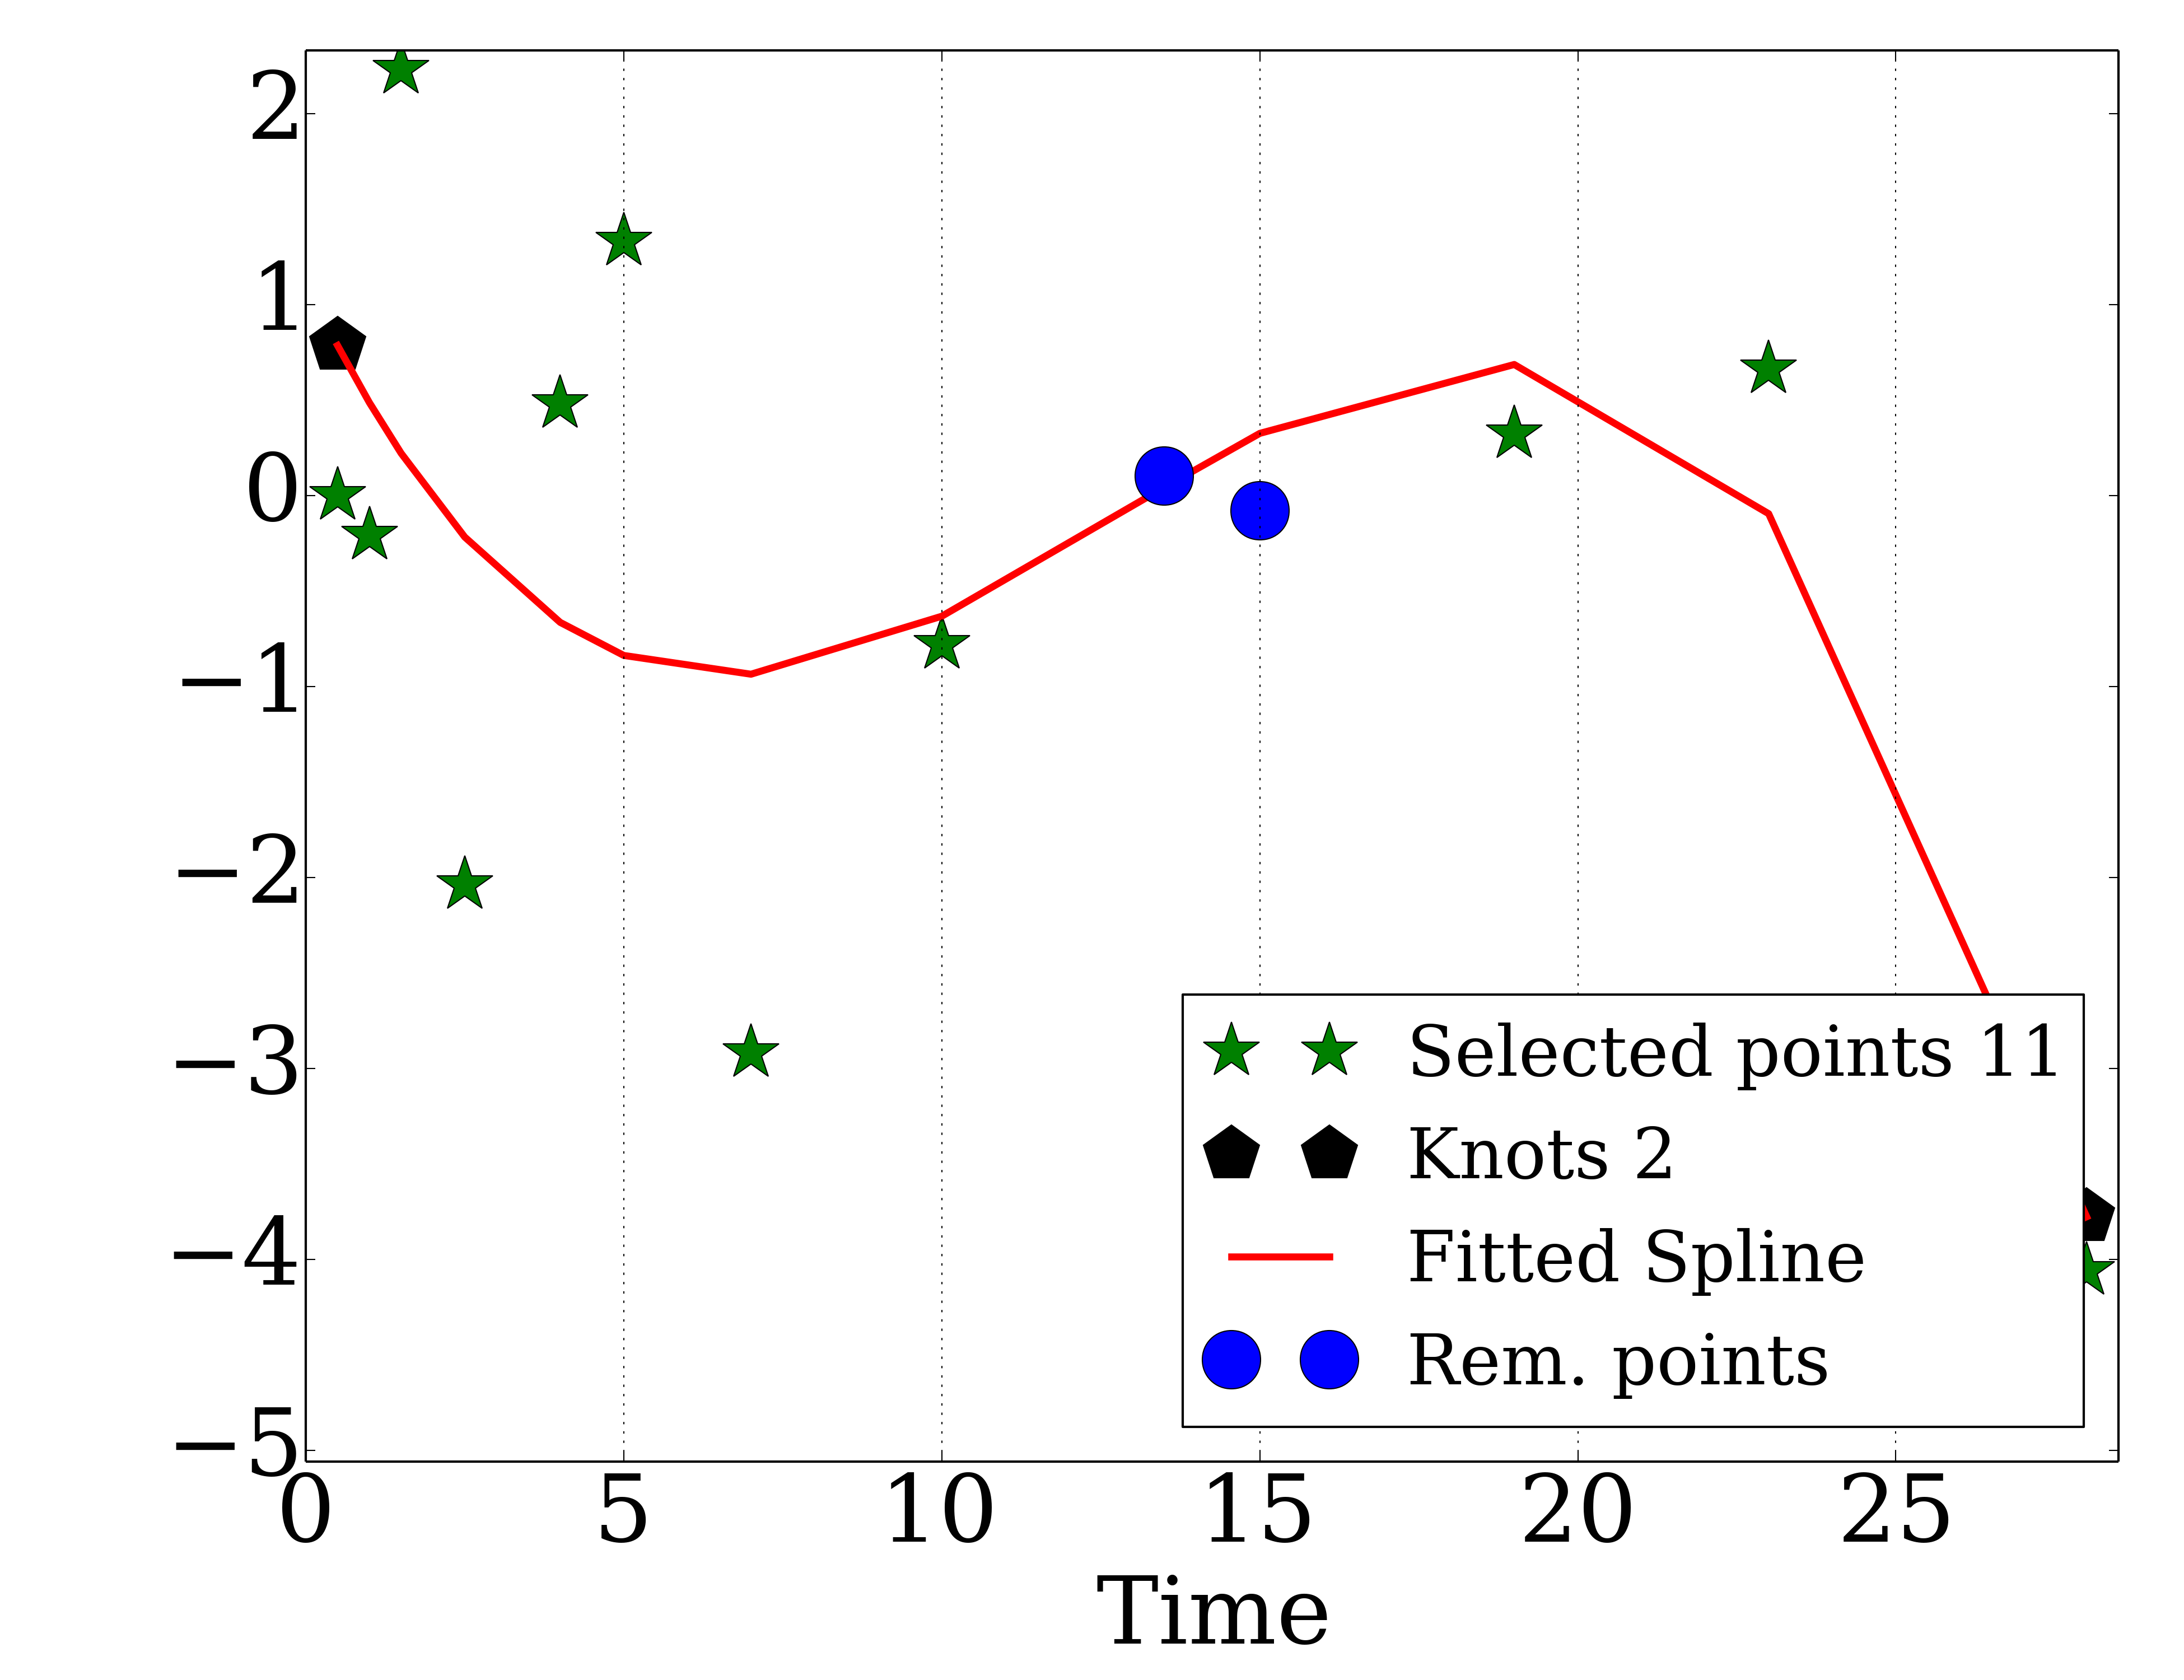 2
1
0
−1
−2
−3
−4
−5
0 5 10 15 20 25
Time
Selected points 11
Knots 2
Fitted Spline
Rem. points